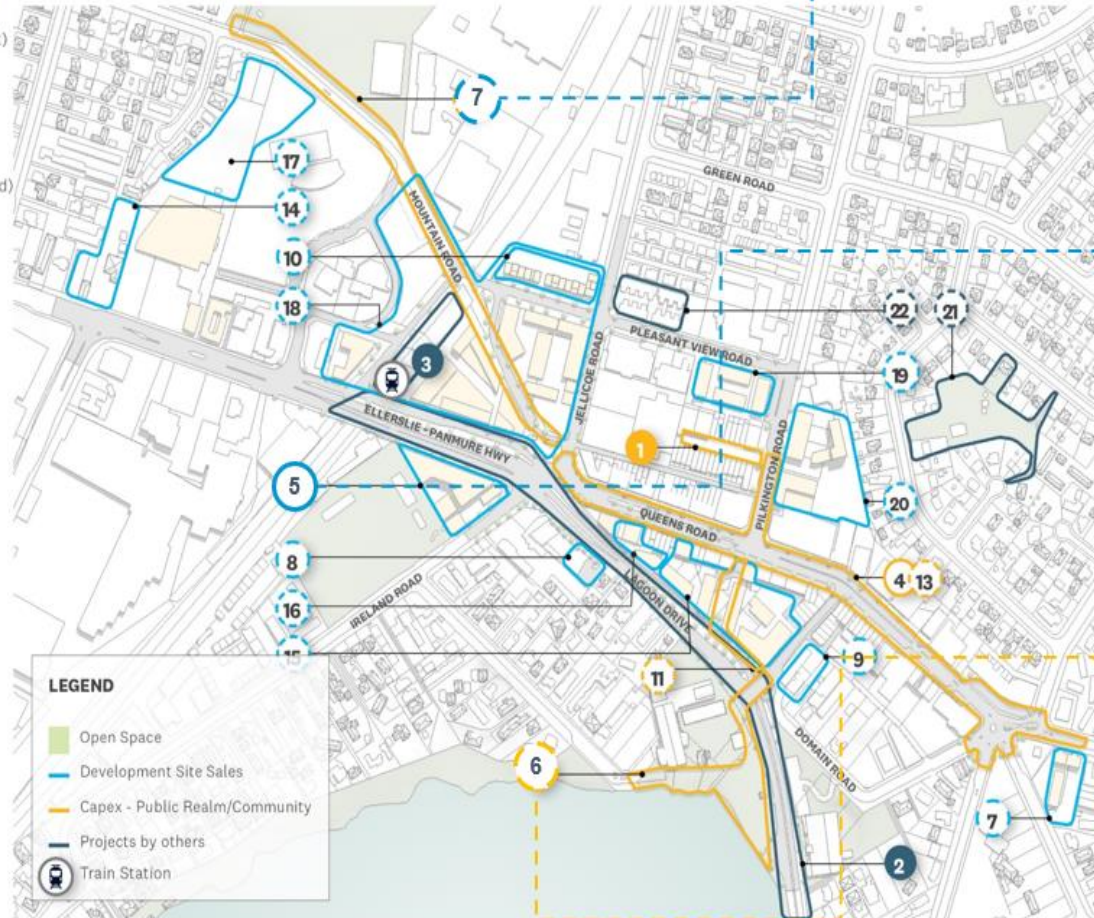 c)
7
17
d)
14
MOUNTAIN ROAD
GREEN ROAD
10
18
22
21
PLEASANT VIEW ROAD
3
JELLICOE ROAD
19
ELLERSLIE - PANMURE HWY
1
PILKINGTON ROAD
5
20
QUEENS ROAD
8
4
13
IRELAND ROAD
LAGOON DRIVE
16
15
9
11
LEGEND
Open Space
Development Site Sales
Capex - Public Realm/Community
Projects by others
Train Station
6
DOMAIN ROAD
7
2